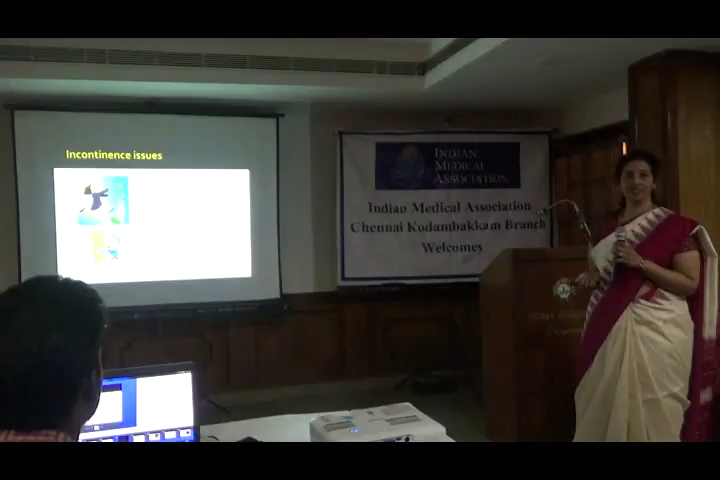 Incontinence issues
INDIAN
MEDICAL
ASSOCIATION
Indian Medical Association
Chennai Kodambakkam Branch
Welcomes